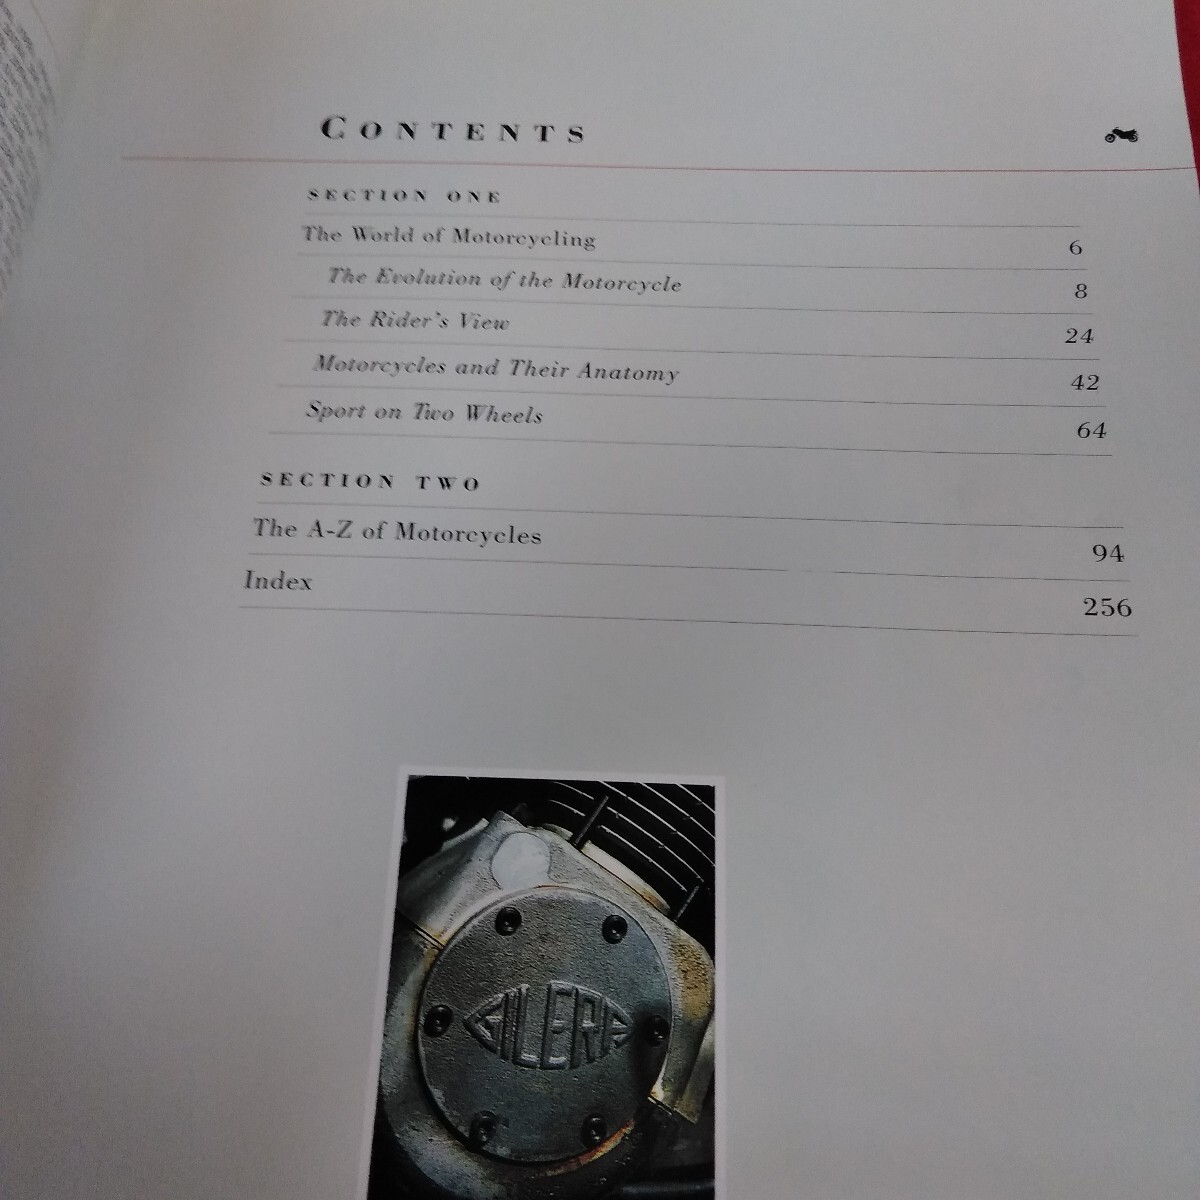 CONTENTS
SECTION ONE
The World of Motorcycling 6
The Evolution of the Motorcycle 8
The Rider's View 24
Motorcycles and Their Anatomy 42
Sport on Two Wheels 64
SECTION TWO
The A-Z of Motorcycles 94
Index 256
GILERA